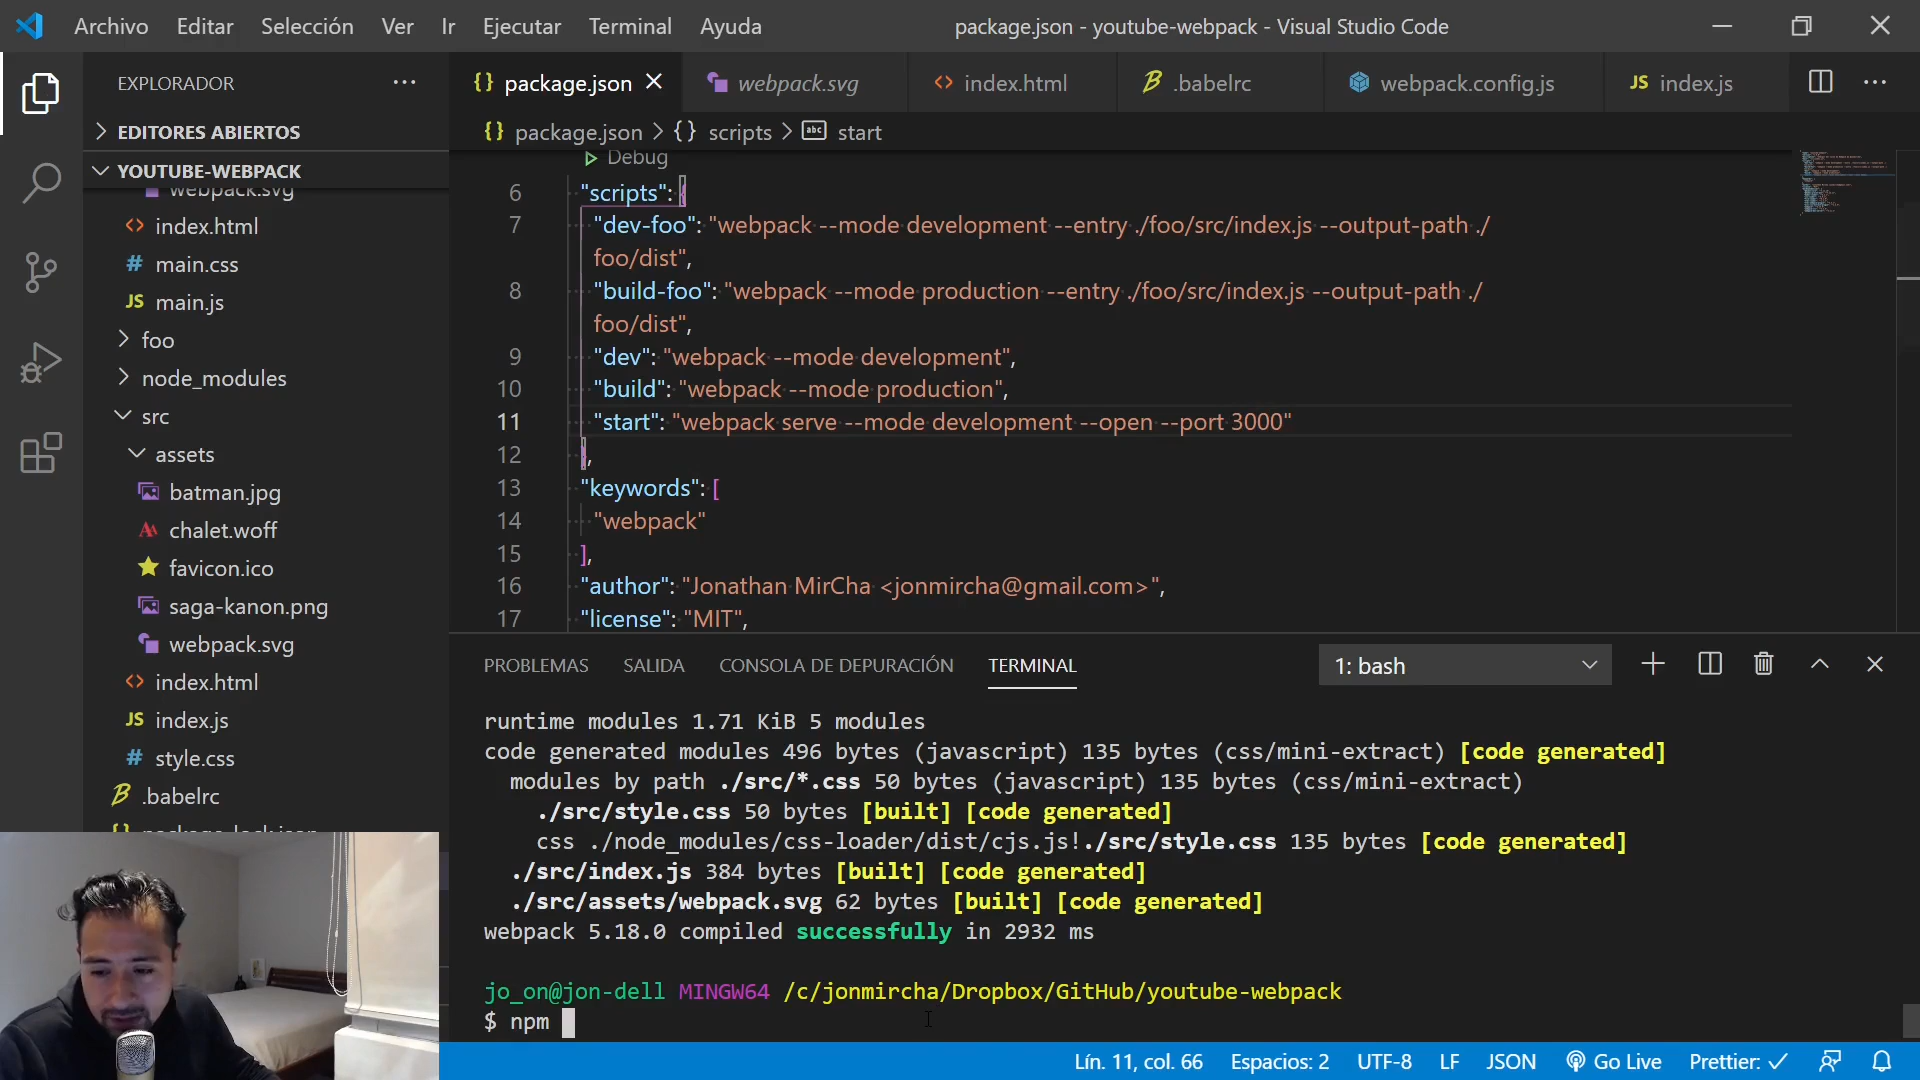 Archivo Editar Selección Ver Ir Ejecutar Terminal Ayuda package.json - youtube-webpack - Visual Studio Code
EXPLORADOR
EDITORES ABIERTOS
YOUTUBE-WEBPACK
webpack.svg
index.html
main.css
main.js
foo
node_modules
src
assets
batman.jpg
chalet.woff
favicon.ico
saga-kanon.png
webpack.svg
index.html
index.js
style.css
.babelrc
package-lock.json
package.json webpack.svg index.html .babelrc webpack.config.js index.js
package.json > {} scripts > abc start
Debug
6 "scripts": {
7 "dev-foo": "webpack --mode development --entry ./foo/src/index.js --output-path ./
foo/dist",
8 "build-foo": "webpack --mode production --entry ./foo/src/index.js --output-path ./
foo/dist",
9 "dev": "webpack --mode development",
10 "build": "webpack --mode production",
11 "start": "webpack serve --mode development --open --port 3000"
12 },
13 "keywords": [
14 "webpack"
15 ],
16 "author": "Jonathan MirCha <jonmircha@gmail.com>",
17 "license": "MIT",
PROBLEMAS SALIDA CONSOLA DE DEPURACIÓN TERMINAL 1: bash
runtime modules 1.71 KiB 5 modules
code generated modules 496 bytes (javascript) 135 bytes (css/mini-extract) [code generated]
modules by path ./src/*.css 50 bytes (javascript) 135 bytes (css/mini-extract)
./src/style.css 50 bytes [built] [code generated]
css ./node_modules/css-loader/dist/cjs.js!./src/style.css 135 bytes [code generated]
./src/index.js 384 bytes [built] [code generated]
./src/assets/webpack.svg 62 bytes [built] [code generated]
webpack 5.18.0 compiled successfully in 2932 ms
jo_on@jon-dell MINGW64 /c/jonmircha/Dropbox/GitHub/youtube-webpack
$ npm
Lín. 11, col. 66 Espacios: 2 UTF-8 LF JSON Go Live Prettier: ✓